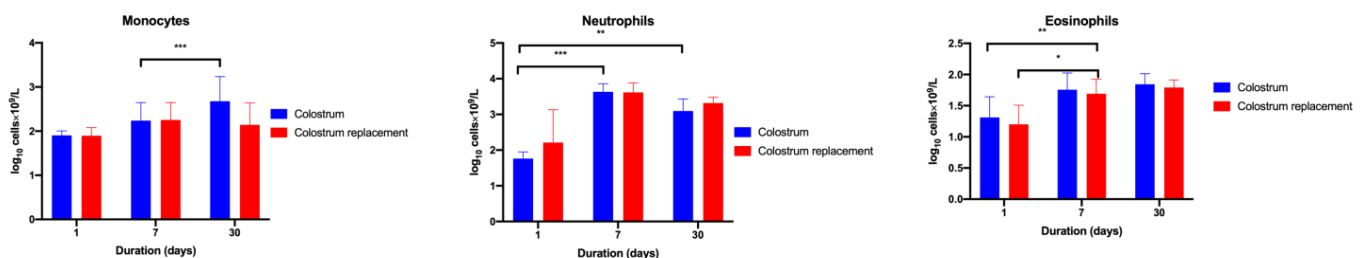 Monocytes
log₁₀ cells×10⁹/L
4
3
2
1
0
***
1
7
30
Duration (days)
Colostrum
Colostrum replacement
Neutrophils
log₁₀ cells×10⁹/L
5
4
3
2
1
0
**
***
1
7
30
Duration (days)
Colostrum
Colostrum replacement
Eosinophils
log₁₀ cells×10⁹/L
2.5
2.0
1.5
1.0
0.5
0.0
**
*
1
7
30
Duration (days)
Colostrum
Colostrum replacement